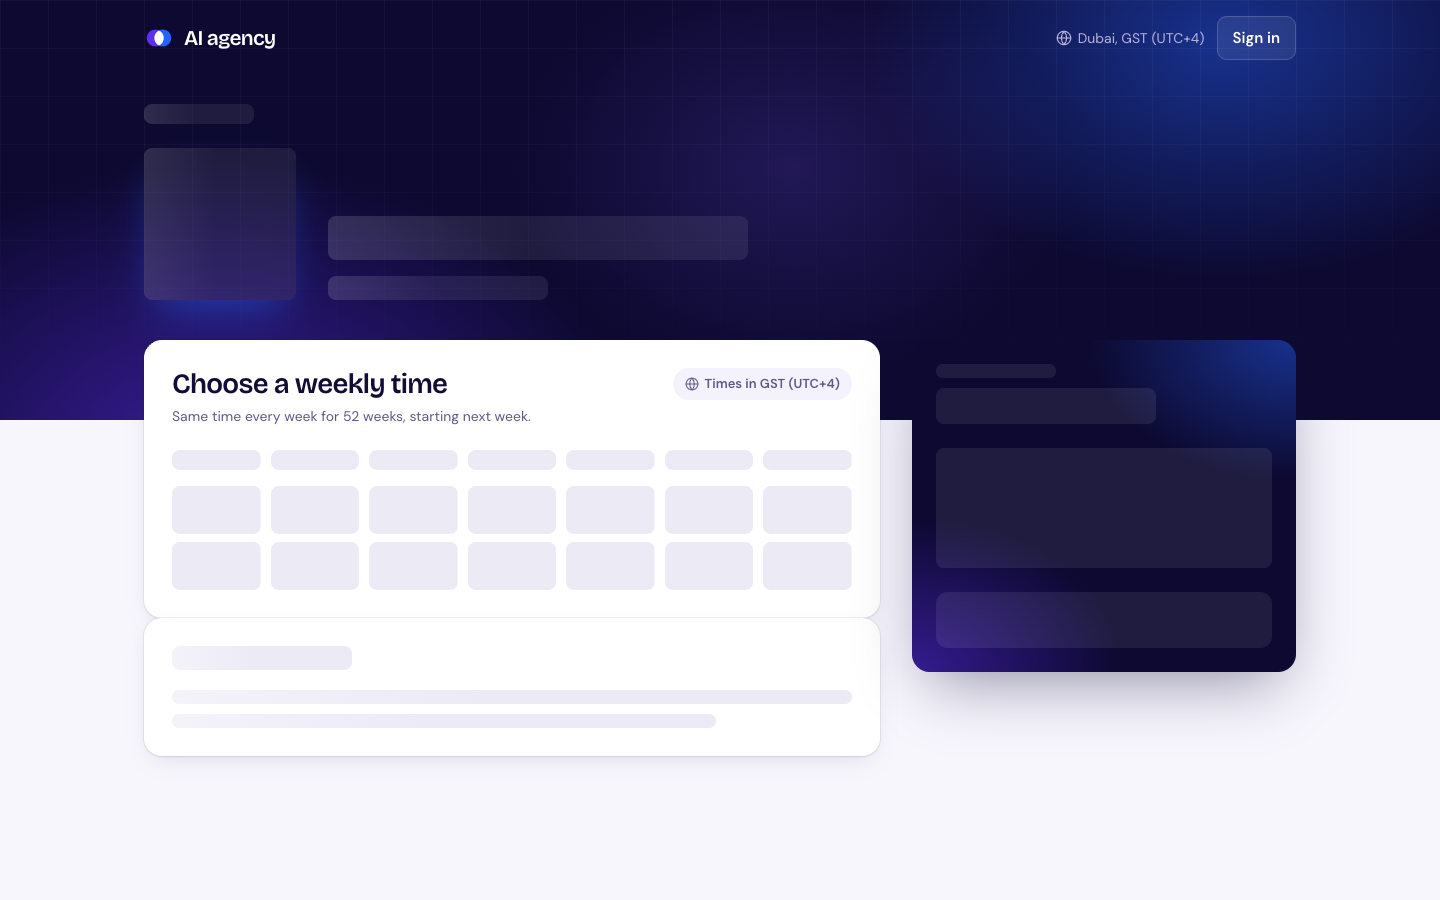 AI agency
Dubai, GST (UTC+4)
Sign in
Choose a weekly time
Times in GST (UTC+4)
Same time every week for 52 weeks, starting next week.